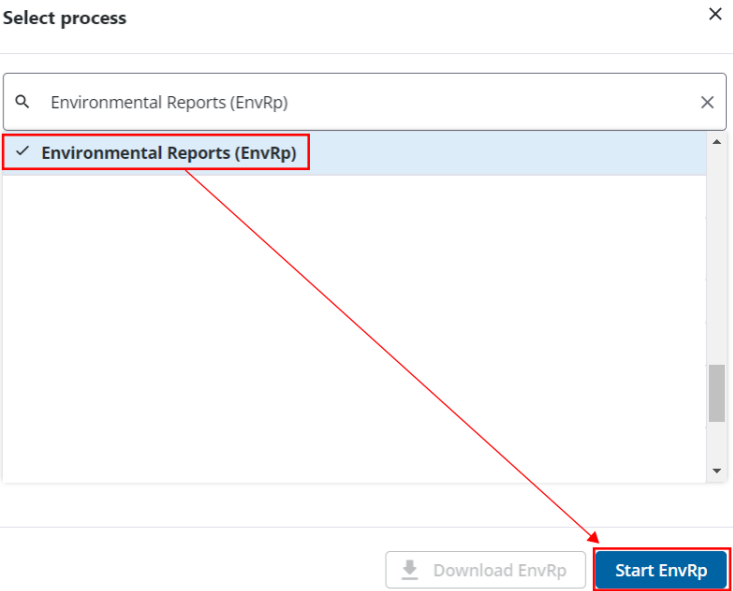 Select process
Environmental Reports (EnvRp)
Environmental Reports (EnvRp)
Download EnvRp
Start EnvRp